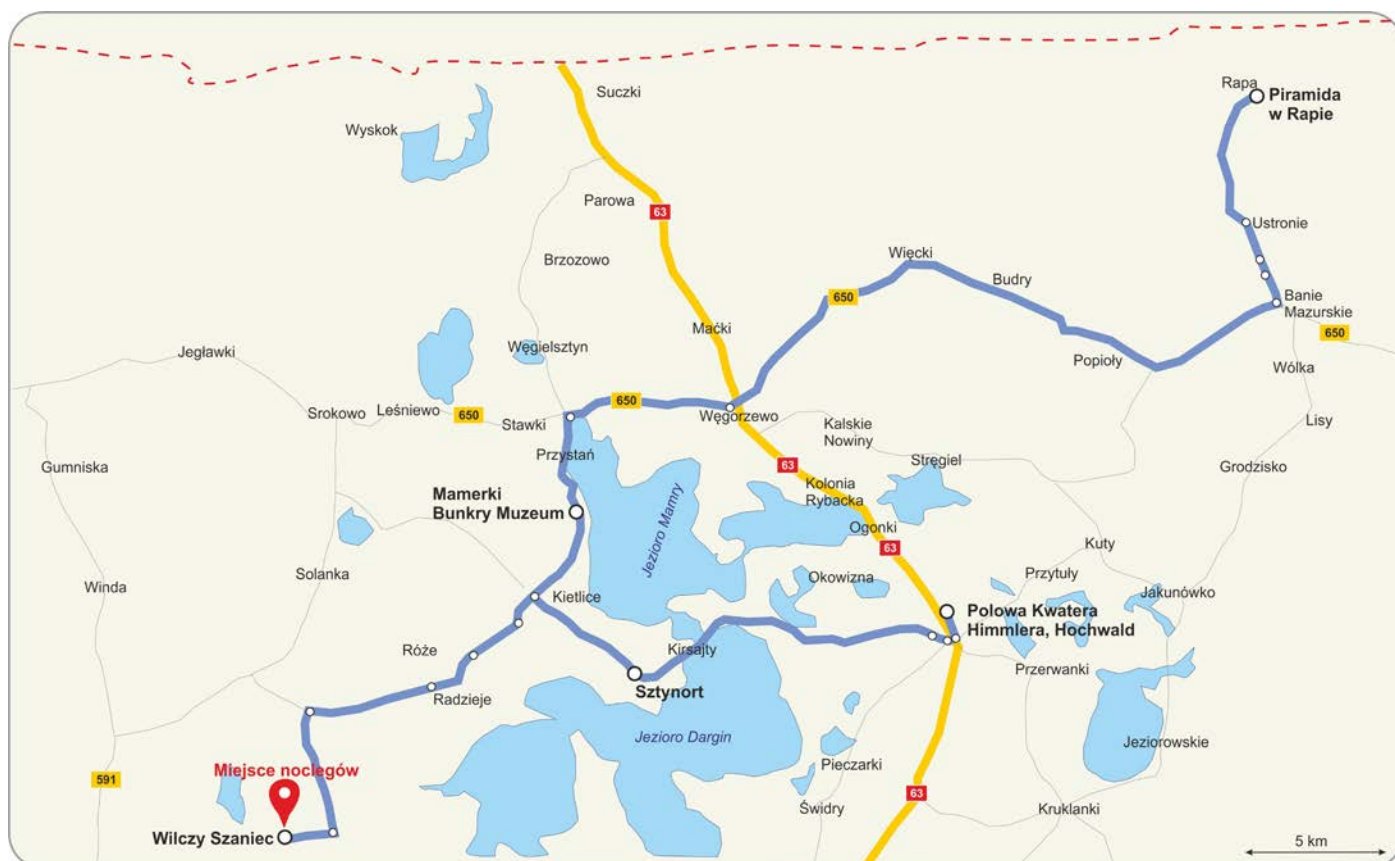 Suczki
Rapa
Piramida
w Rapie
Wyskok
Parowa
63
Ustronie
Brzozowo
Więcki
Budry
650
Banie
Mazurskie
Maćki
650
Jegławki
Węgielsztyn
Popioły
Wólka
650
Srokowo
Leśniewo
650
Stawki
Węgorzewo
Kalskie
Nowiny
Lisy
Przystań
63
Stręgiel
Gumniska
Grodzisko
Kolonia
Rybacka
Mamerki
Bunkry Muzeum
Jezioro Mamry
Ogonki
63
Kuty
Solanka
Okowizna
Przytuły
Winda
Kietlice
Jakunówko
Polowa Kwatera
Himmlera, Hochwald
Róże
Kirsajty
Przerwanki
Radzieje
Sztynort
Jezioro Dargin
Jeziorowskie
Miejsce noclegów
591
Pieczarki
63
Świdry
Kruklanki
Wilczy Szaniec
5 km